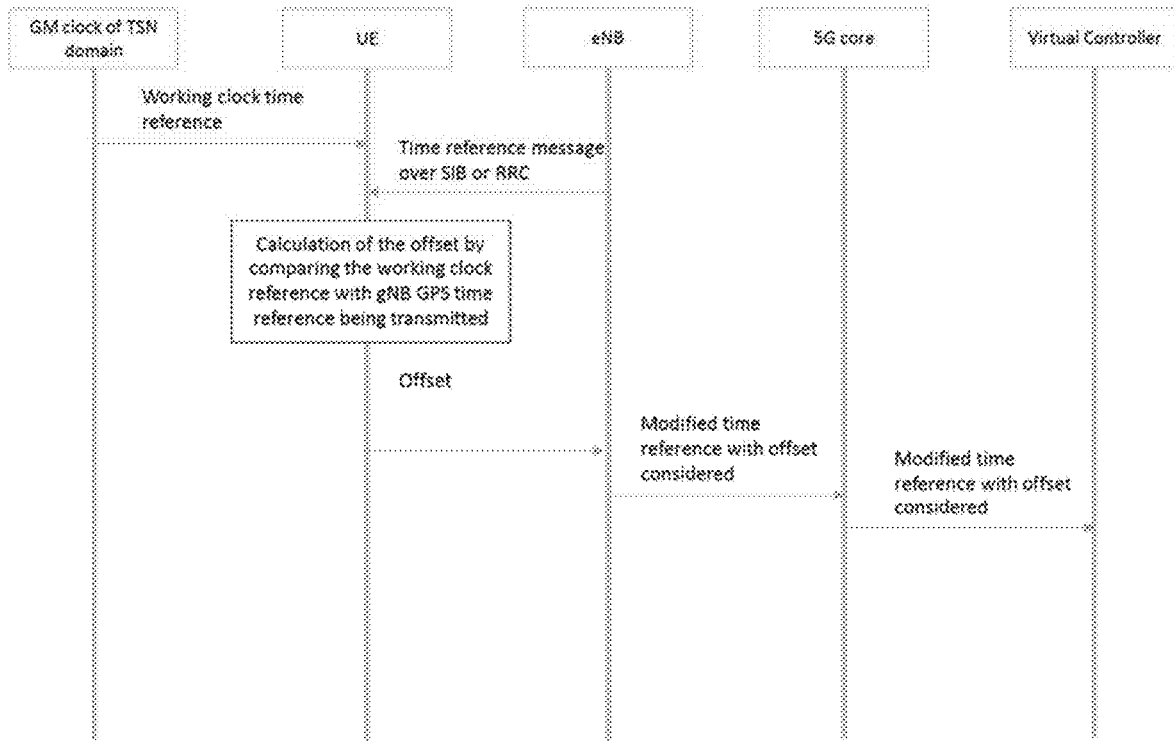 GM clock of TSN
domain
UE
eNB
5G core
Virtual Controller
Working clock time
reference
Time reference message
over SIB or RRC
Calculation of the offset by
comparing the working clock
reference with gNB GPS time
reference being transmitted
Offset
Modified time
reference with offset
considered
Modified time
reference with offset
considered